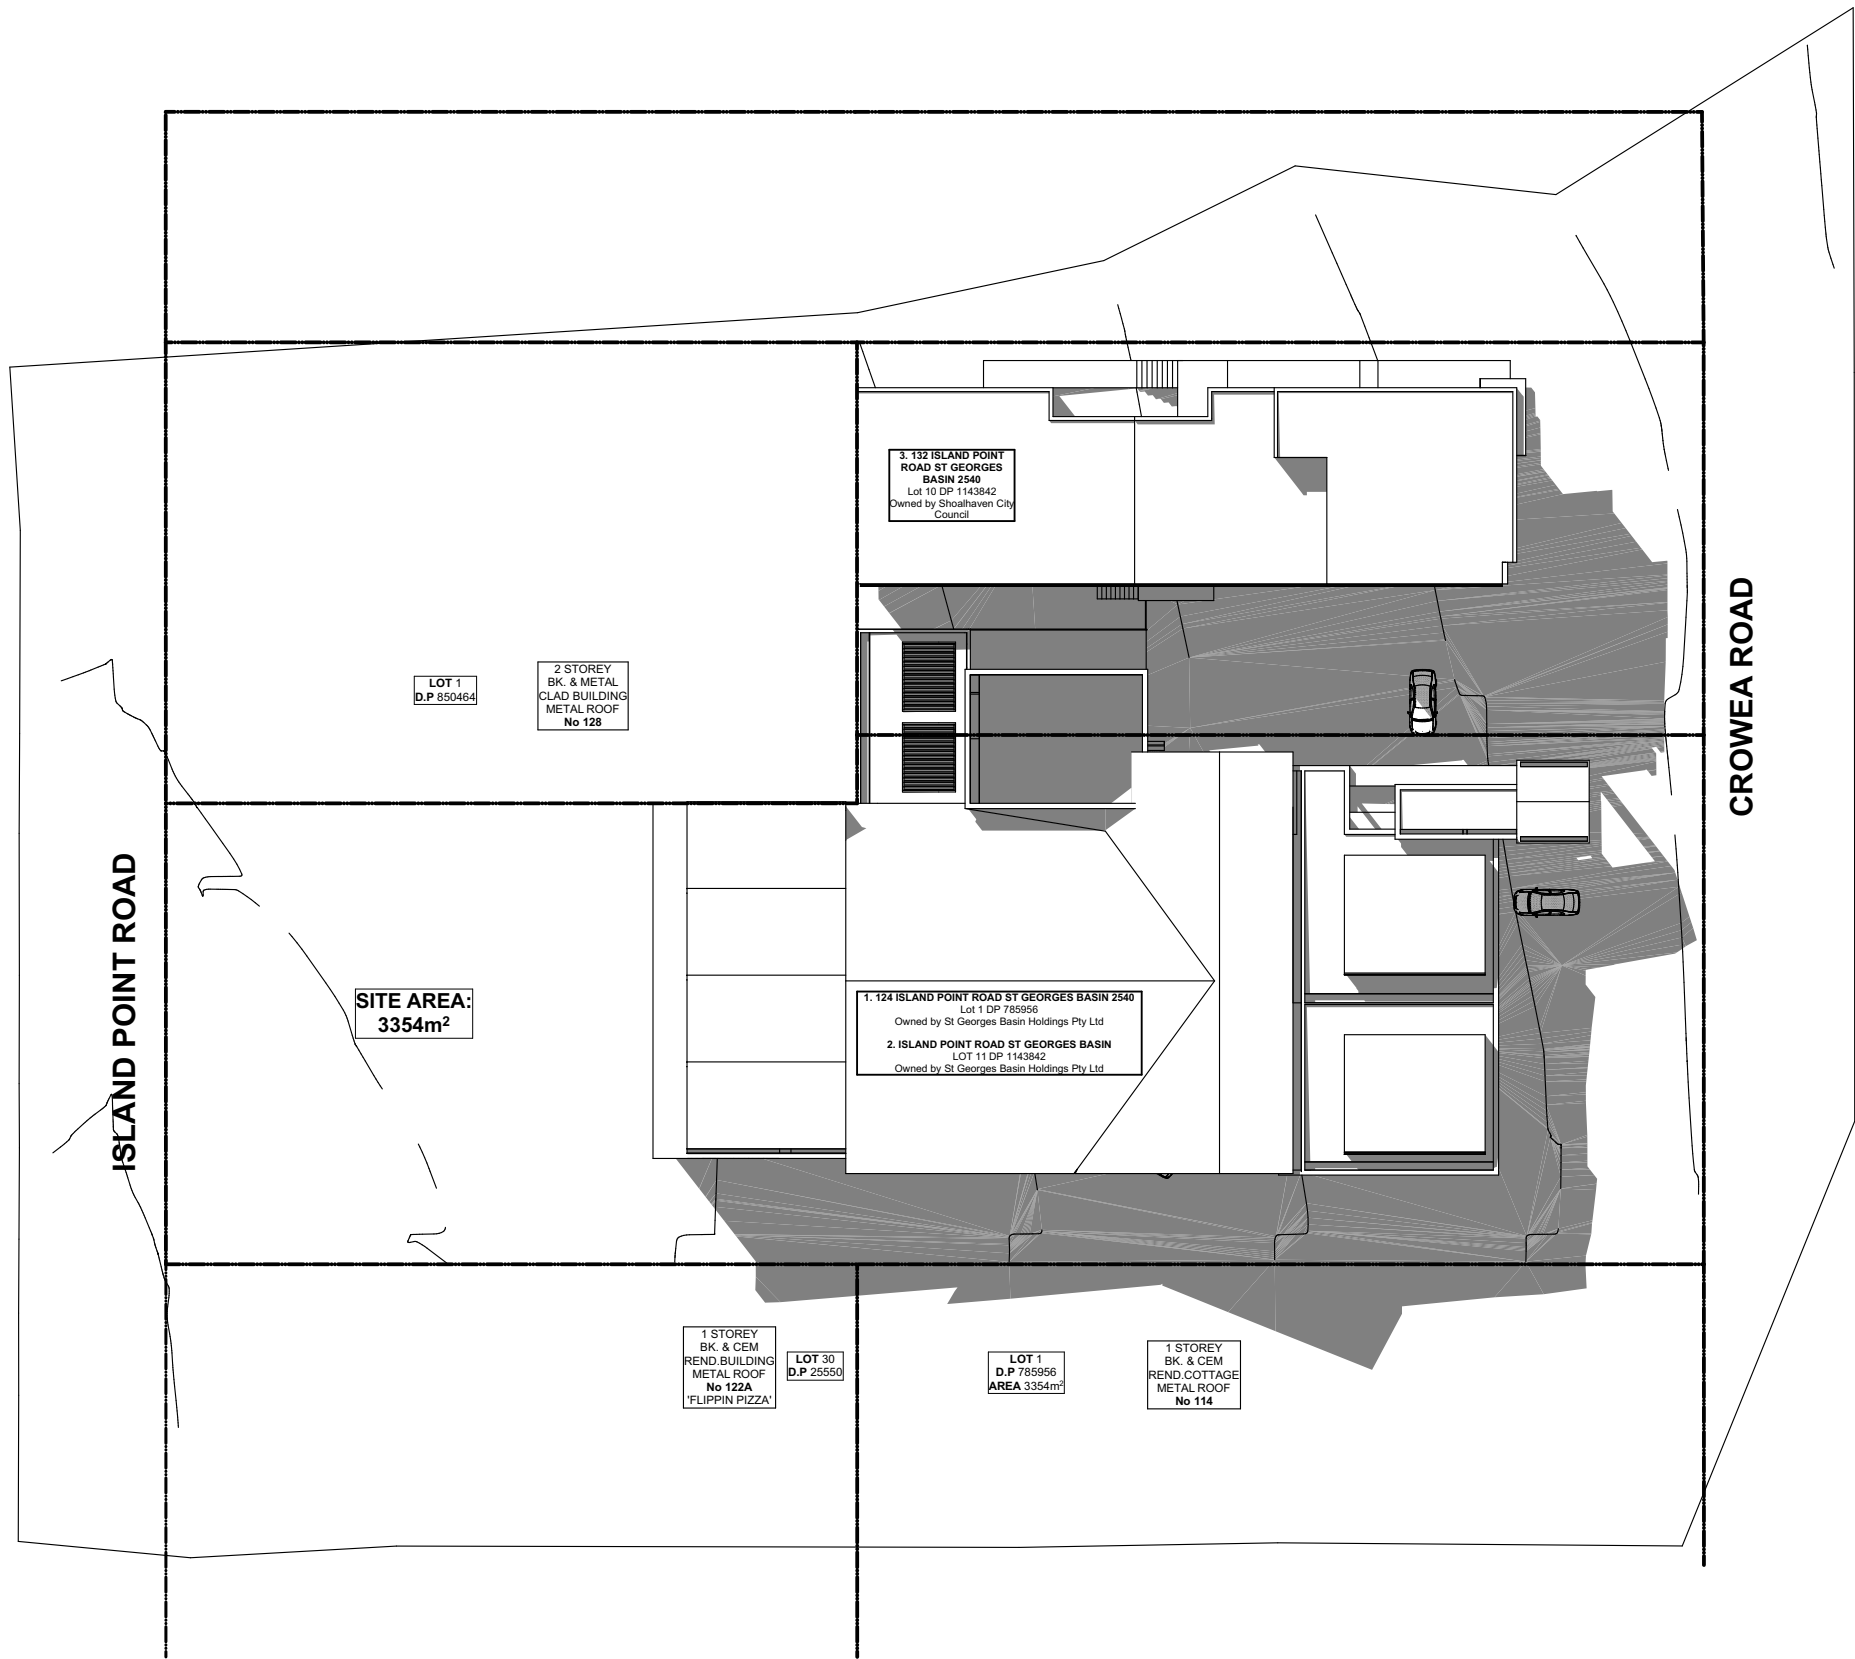 3. 132 ISLAND POINT
ROAD ST GEORGES
BASIN 2540
Lot 10 DP 1143842
Owned by Shoalhaven City
Council
CROWEA ROAD
LOT 1
D.P 850464
2 STOREY
BK. & METAL
CLAD BUILDING
METAL ROOF
No 128
ISLAND POINT ROAD
SITE AREA:
3354m²
1. 124 ISLAND POINT ROAD ST GEORGES BASIN 2540
Lot 1 DP 785956
Owned by St Georges Basin Holdings Pty Ltd
2. ISLAND POINT ROAD ST GEORGES BASIN
LOT 11 DP 1143842
Owned by St Georges Basin Holdings Pty Ltd
1 STOREY
BK. & CEM
REND.BUILDING
METAL ROOF
No 122A
'FLIPPIN PIZZA'
LOT 30
D.P 25550
LOT 1
D.P 785956
AREA 3354m²
1 STOREY
BK. & CEM
REND.COTTAGE
METAL ROOF
No 114